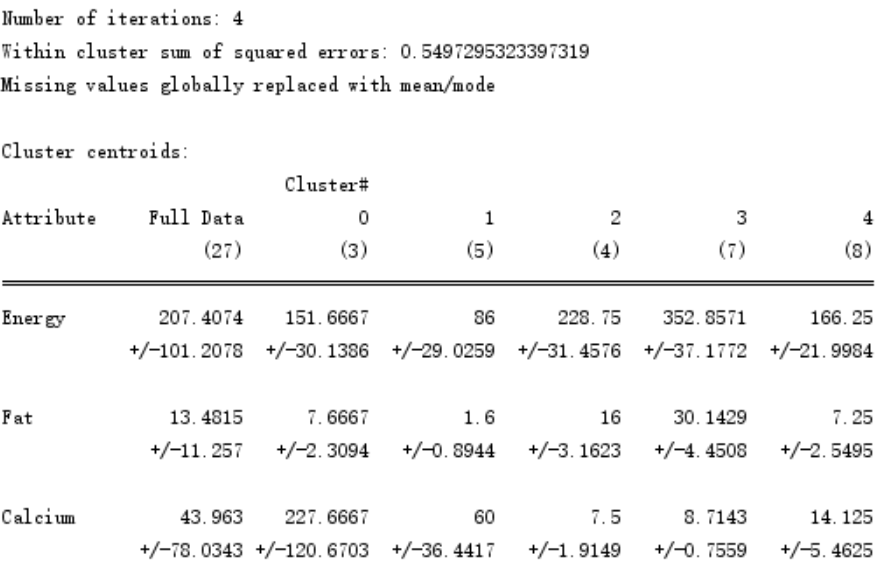 Number of iterations: 4
Within cluster sum of squared errors: 0.5497295323397319
Missing values globally replaced with mean/mode
Cluster centroids:
Cluster#
Attribute Full Data 0 1 2 3 4
(27) (3) (5) (4) (7) (8)
Energy 207.4074 151.6667 86 228.75 352.8571 166.25
+/-101.2078 +/-30.1386 +/-29.0259 +/-31.4576 +/-37.1772 +/-21.9984
Fat 13.4815 7.6667 1.6 16 30.1429 7.25
+/-11.257 +/-2.3094 +/-0.8944 +/-3.1623 +/-4.4508 +/-2.5495
Calcium 43.963 227.6667 60 7.5 8.7143 14.125
+/-78.0343 +/-120.6703 +/-36.4417 +/-1.9149 +/-0.7559 +/-5.4625